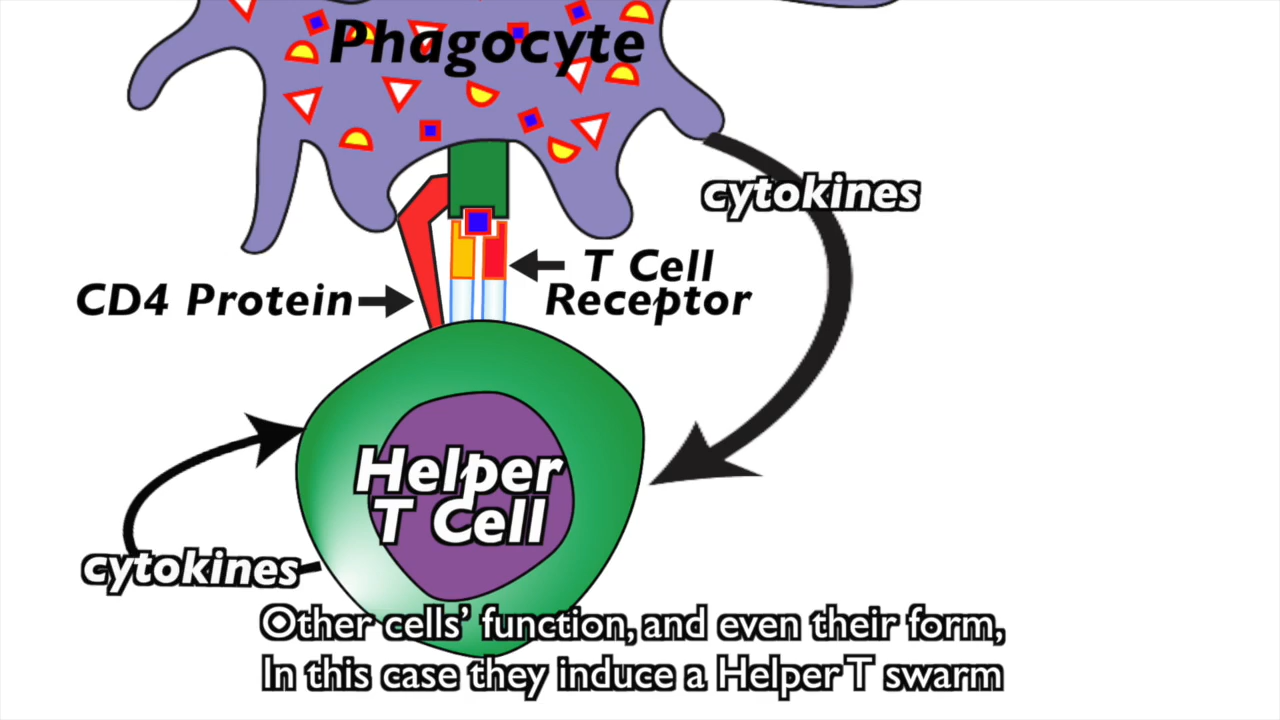 Phagocyte
cytokines
T Cell
Receptor
CD4 Protein
Helper
T Cell
cytokines
Other cells’ function, and even their form,
In this case they induce a Helper T swarm